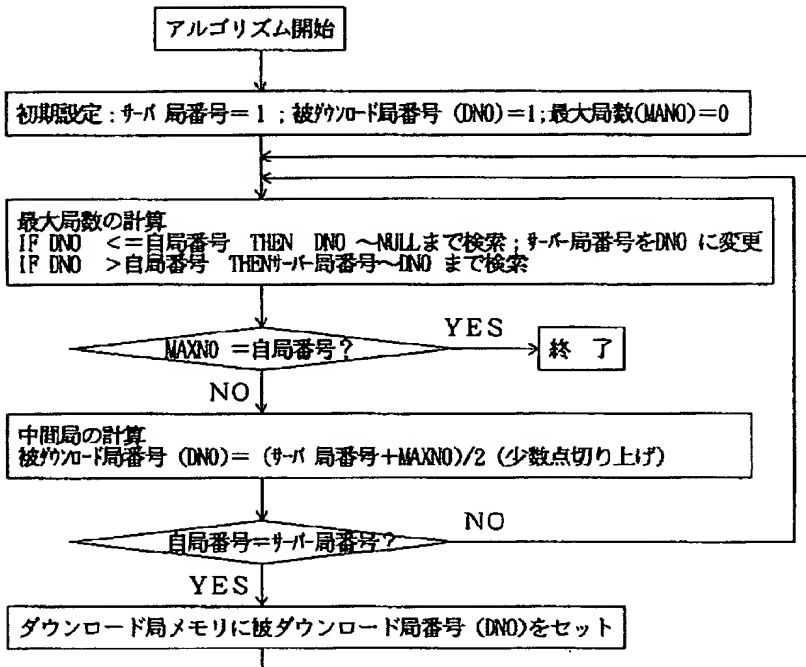 アルゴリズム開始
初期設定：サーバ 局番号＝１；被ダウンロード局番号 (DNO)＝1；最大局数(MANO)＝0
最大局数の計算
IF DNO ＜＝自局番号 THEN DNO ～NULLまで検索；サーバー局番号をDNO に変更
IF DNO ＞自局番号 THENサーバー局番号～DNO まで検索
MAXNO ＝自局番号？
YES
終 了
NO
中間局の計算
被ダウンロード局番号 (DNO)＝ (サーバ 局番号＋MAXNO)/2 (少数点切り上げ)
自局番号＝サーバー局番号？
NO
YES
ダウンロード局メモリに被ダウンロード局番号 (DNO)をセット